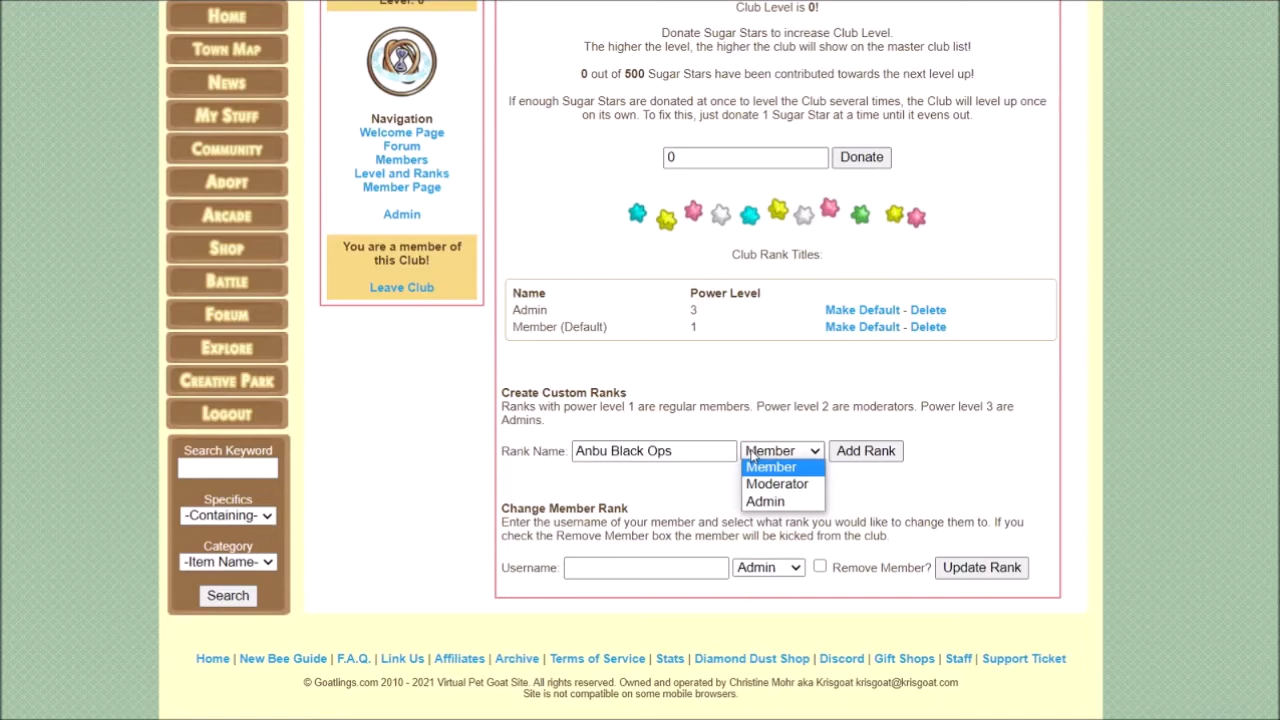 Home
Town Map
News
My Stuff
Community
Adopt
Arcade
Shop
Battle
Forum
Explore
Creative Park
Logout
Search Keyword
Specifics
-Containing-
Category
-Item Name-
Search
Level: 0
Navigation
Welcome Page
Forum
Members
Level and Ranks
Member Page
Admin
You are a member of
this Club!
Leave Club
Club Level is 0!
Donate Sugar Stars to increase Club Level.
The higher the level, the higher the club will show on the master club list!
0 out of 500 Sugar Stars have been contributed towards the next level up!
If enough Sugar Stars are donated at once to level the Club several times, the Club will level up once
on its own. To fix this, just donate 1 Sugar Star at a time until it evens out.
0 Donate
Club Rank Titles:
Name Power Level
Admin 3 Make Default - Delete
Member (Default) 1 Make Default - Delete
Create Custom Ranks
Ranks with power level 1 are regular members. Power level 2 are moderators. Power level 3 are
Admins.
Rank Name: Anbu Black Ops Member Add Rank
Member
Moderator
Admin
Change Member Rank
Enter the username of your member and select what rank you would like to change them to. If you
check the Remove Member box the member will be kicked from the club.
Username: Admin Remove Member? Update Rank
Home | New Bee Guide | F.A.Q. | Link Us | Affiliates | Archive | Terms of Service | Stats | Diamond Dust Shop | Discord | Gift Shops | Staff | Support Ticket
© Goatlings.com 2010 - 2021 Virtual Pet Goat Site. All rights reserved. Owned and operated by Christine Mohr aka Krisgoat krisgoat@krisgoat.com
Site is not compatible on some mobile browsers.